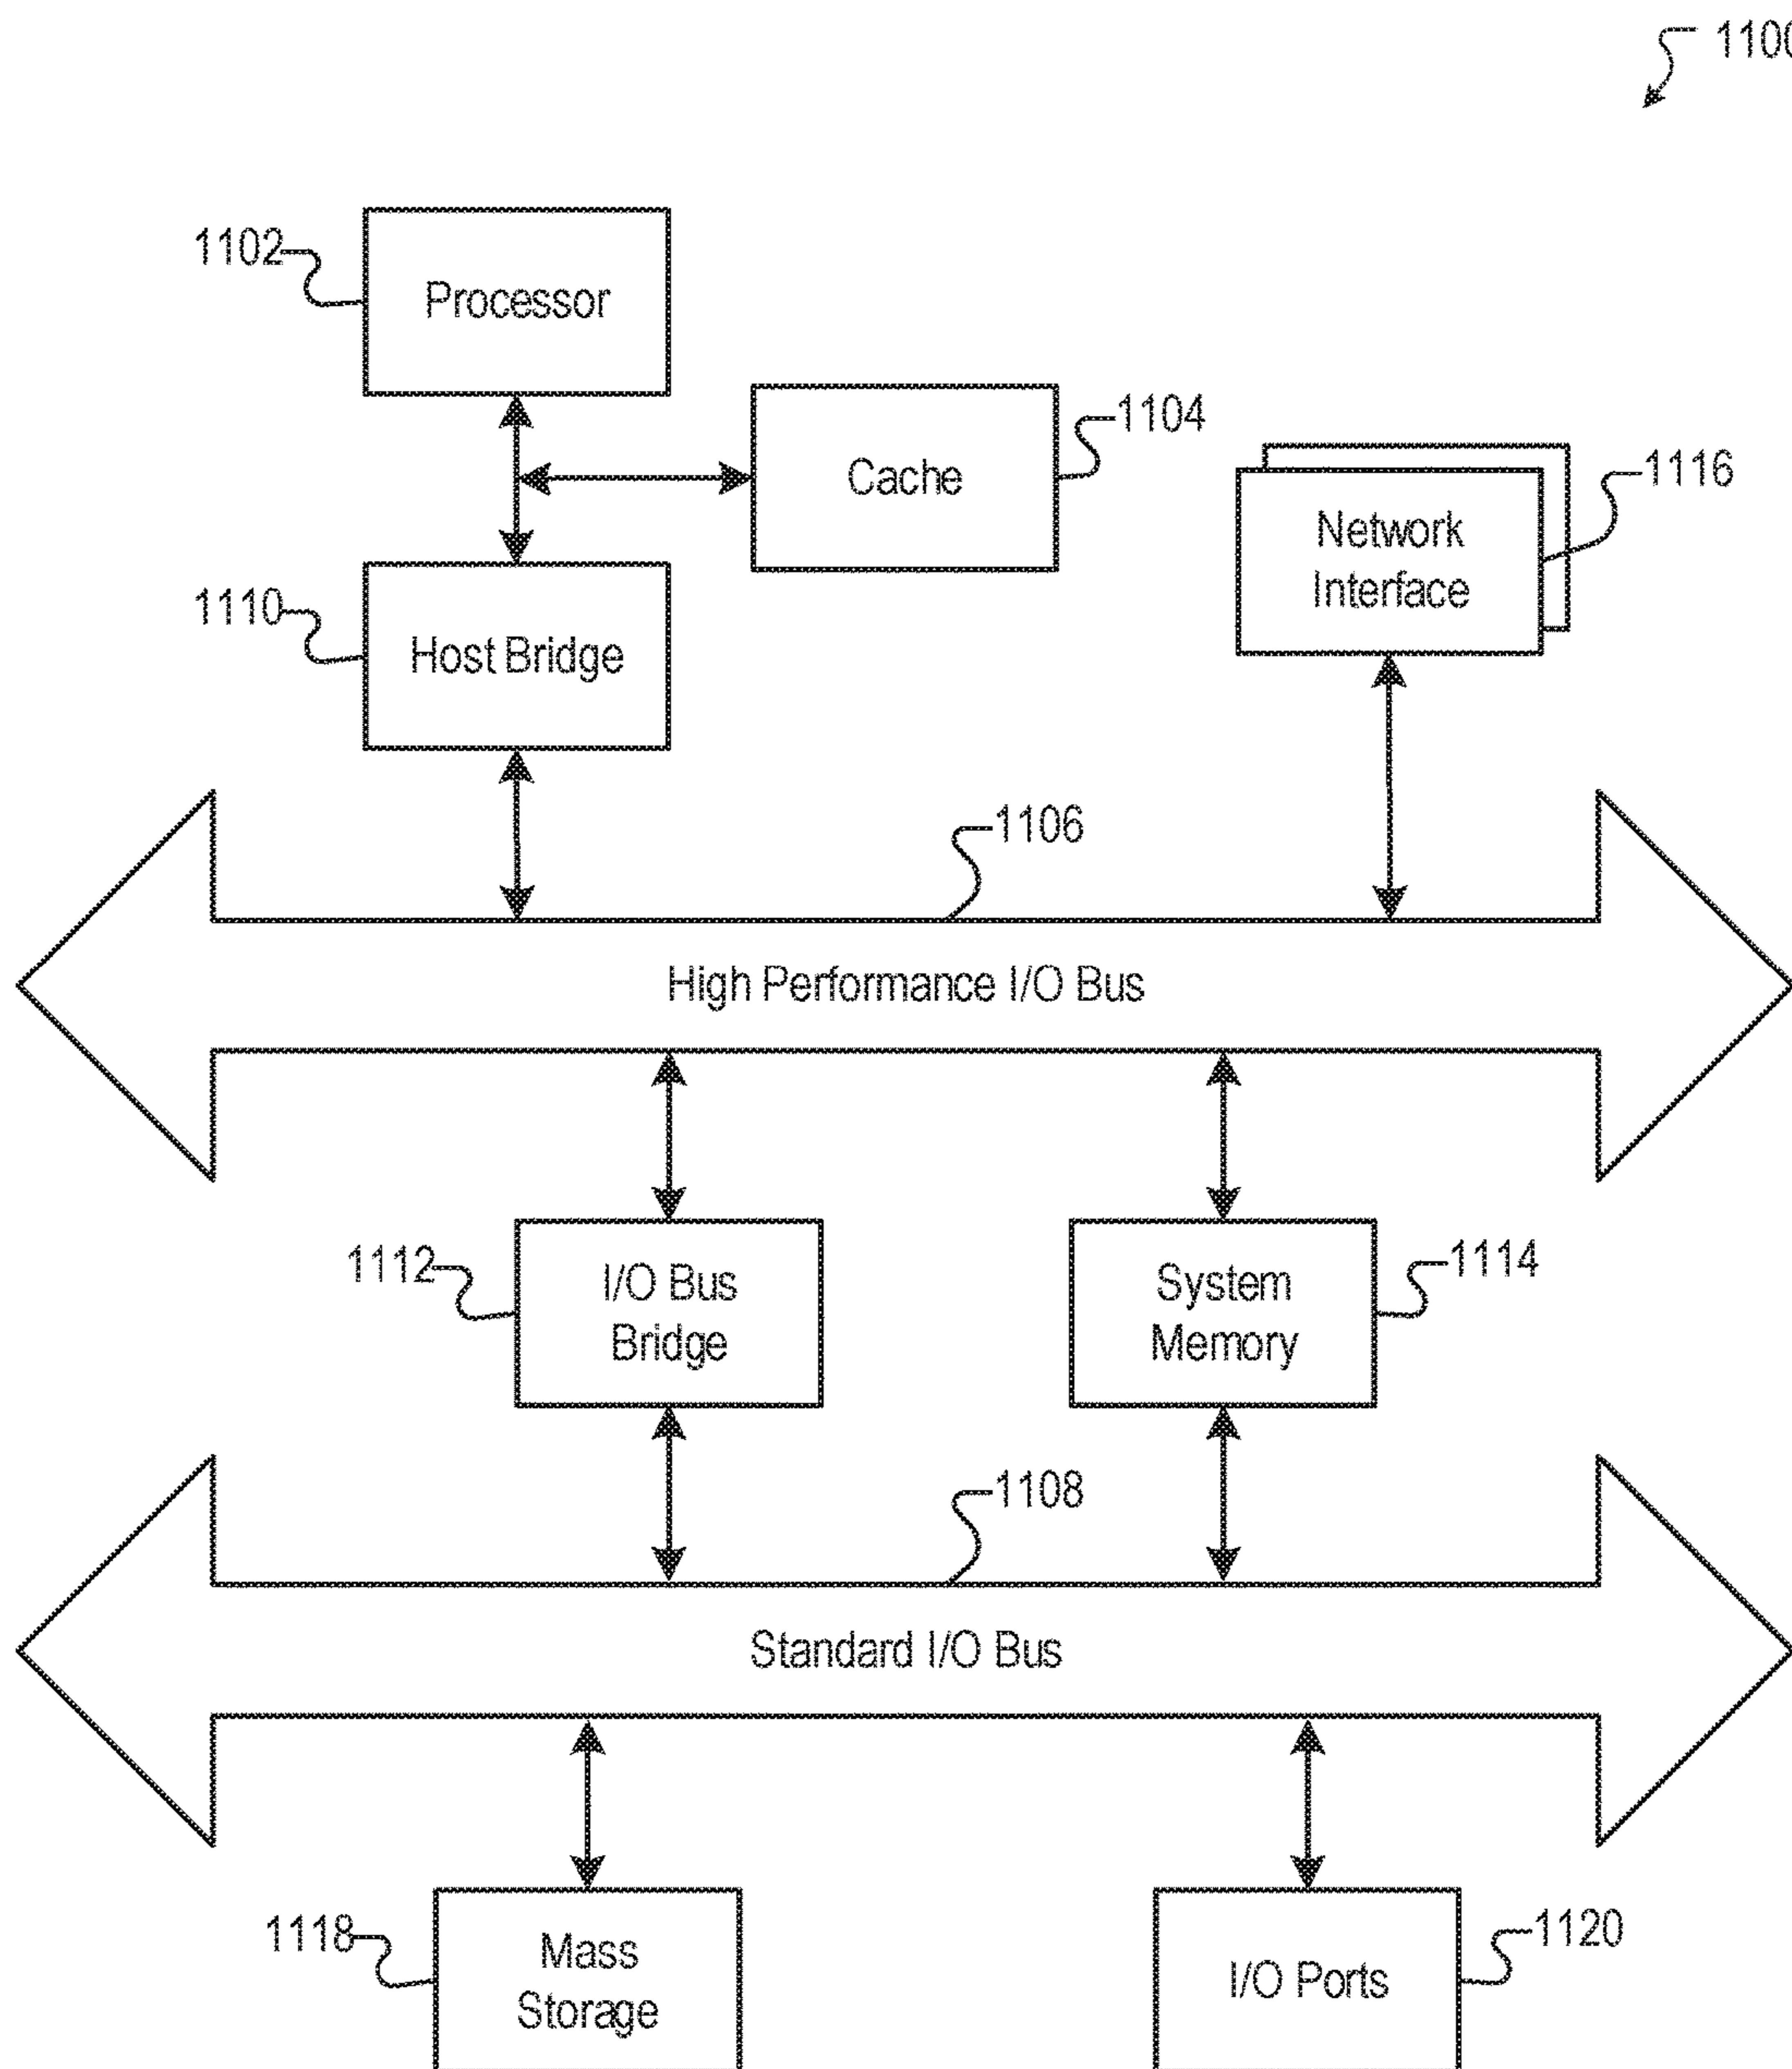 1100
1102
Processor
1104
Cache
1116
Network
Interface
1110
Host Bridge
1106
High Performance I/O Bus
1112
I/O Bus
Bridge
1114
System
Memory
1108
Standard I/O Bus
1118
Mass
Storage
1120
I/O Ports